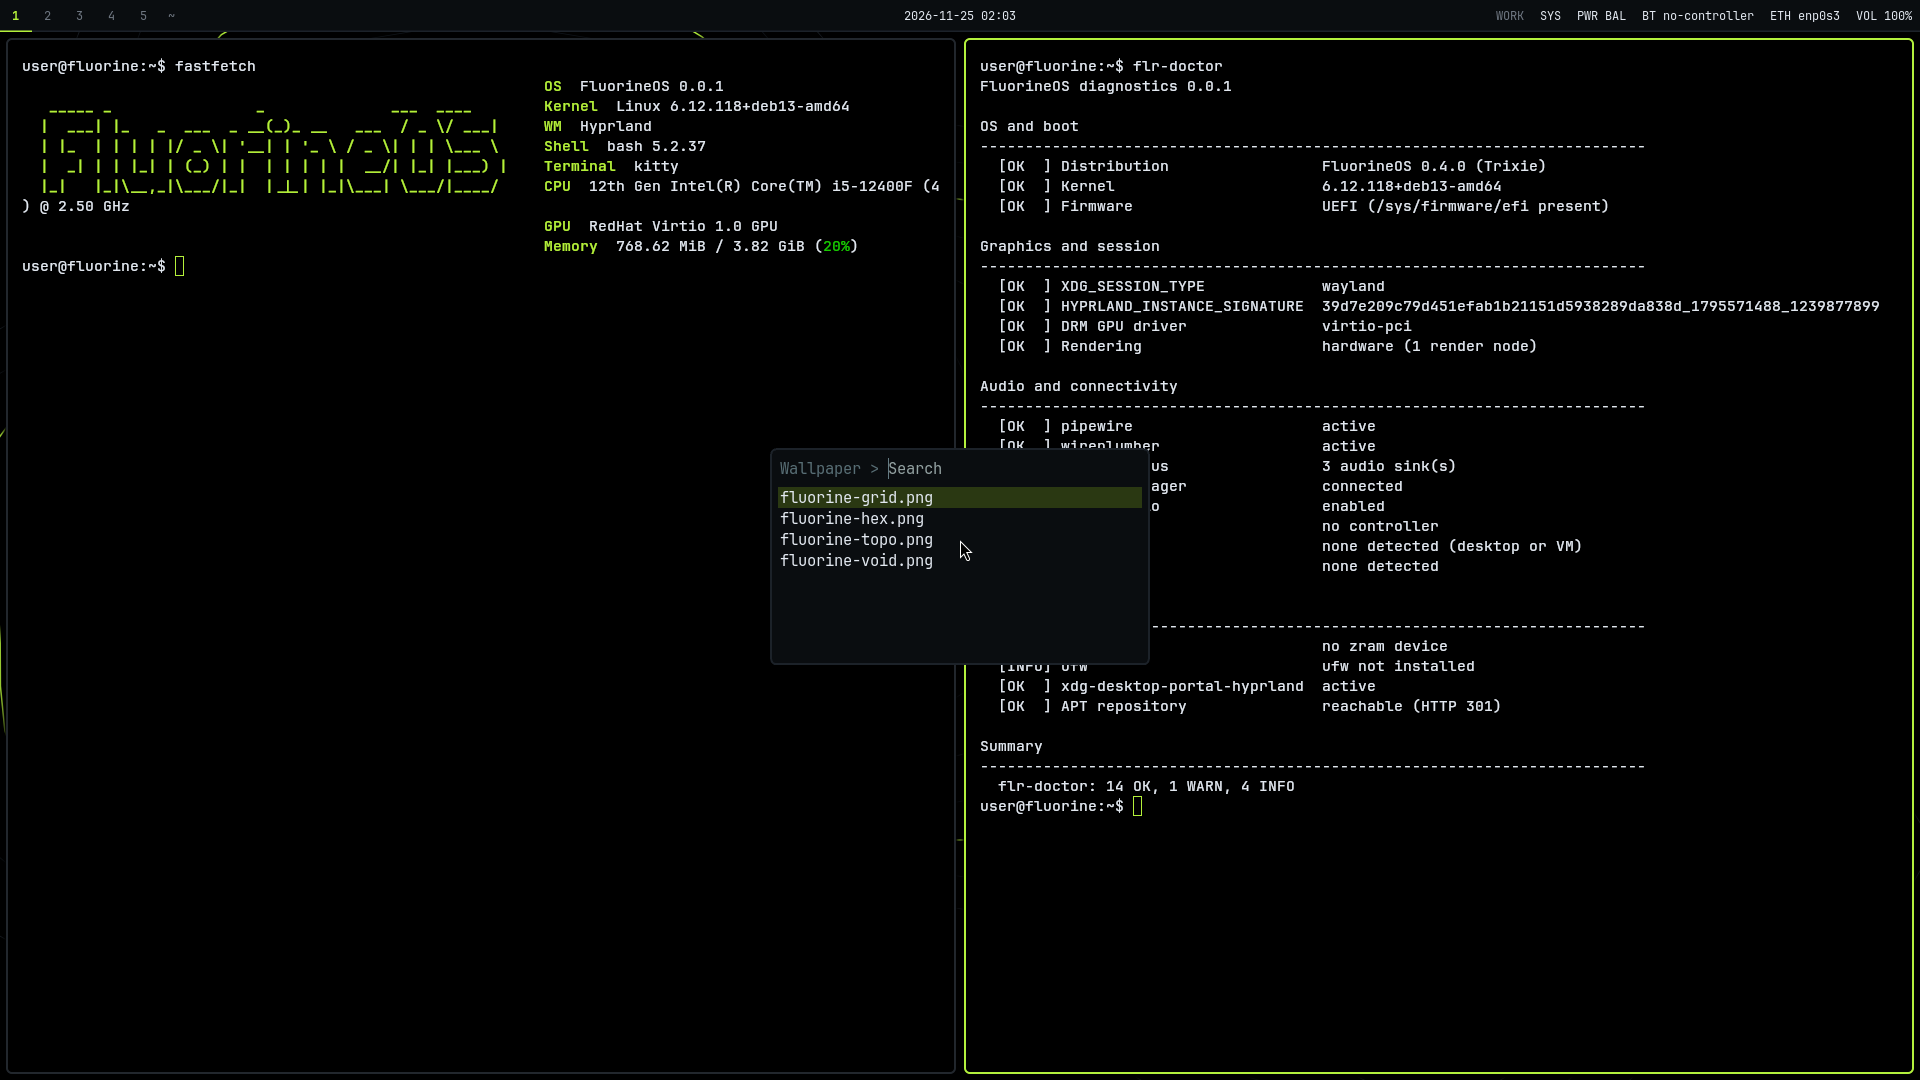 1 2 3 4 5 ~ 2026-11-25 02:03 WORK SYS PWR BAL BT no-controller ETH enp0s3 VOL 100%
user@fluorine:~$ fastfetch
OS FluorineOS 0.0.1
Kernel Linux 6.12.118+deb13-amd64
WM Hyprland
Shell bash 5.2.37
Terminal kitty
CPU 12th Gen Intel(R) Core(TM) i5-12400F (4
) @ 2.50 GHz
GPU RedHat Virtio 1.0 GPU
Memory 768.62 MiB / 3.82 GiB (20%)
FluorineOS
user@fluorine:~$
user@fluorine:~$ flr-doctor
FluorineOS diagnostics 0.0.1
OS and boot
--------------------------------------------------------------------------
[OK  ] Distribution FluorineOS 0.4.0 (Trixie)
[OK  ] Kernel 6.12.118+deb13-amd64
[OK  ] Firmware UEFI (/sys/firmware/efi present)
Graphics and session
--------------------------------------------------------------------------
[OK  ] XDG_SESSION_TYPE wayland
[OK  ] HYPRLAND_INSTANCE_SIGNATURE 39d7e209c79d451efab1b21151d5938289da838d_1795571488_1239877899
[OK  ] DRM GPU driver virtio-pci
[OK  ] Rendering hardware (1 render node)
Audio and connectivity
--------------------------------------------------------------------------
[OK  ] pipewire active
[OK  ] wireplumber active
us 3 audio sink(s)
ager connected
o enabled
no controller
none detected (desktop or VM)
none detected
-------------------------------------------------------
no zram device
[INFO] ufw ufw not installed
[OK  ] xdg-desktop-portal-hyprland active
[OK  ] APT repository reachable (HTTP 301)
Summary
--------------------------------------------------------------------------
flr-doctor: 14 OK, 1 WARN, 4 INFO
user@fluorine:~$
Wallpaper > Search
fluorine-grid.png
fluorine-hex.png
fluorine-topo.png
fluorine-void.png